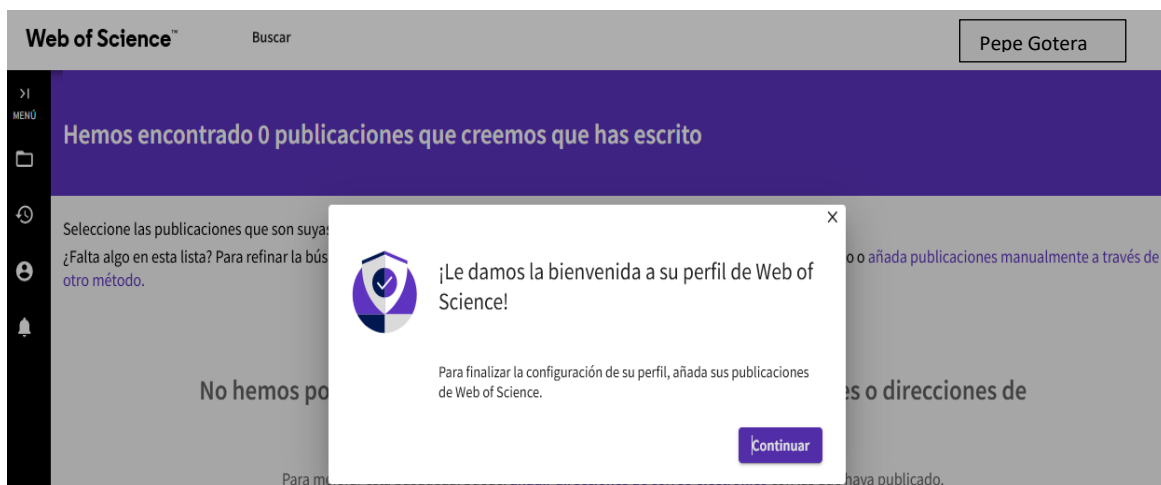 Web of Science™
Buscar
Pepe Gotera
MENÚ
Hemos encontrado 0 publicaciones que creemos que has escrito
Seleccione las publicaciones que son suyas
¿Falta algo en esta lista? Para refinar la bús
o o añada publicaciones manualmente a través de
otro método.
¡Le damos la bienvenida a su perfil de Web of
Science!
Para finalizar la configuración de su perfil, añada sus publicaciones
de Web of Science.
Continuar
No hemos po
es o direcciones de
Para me
haya publicado.